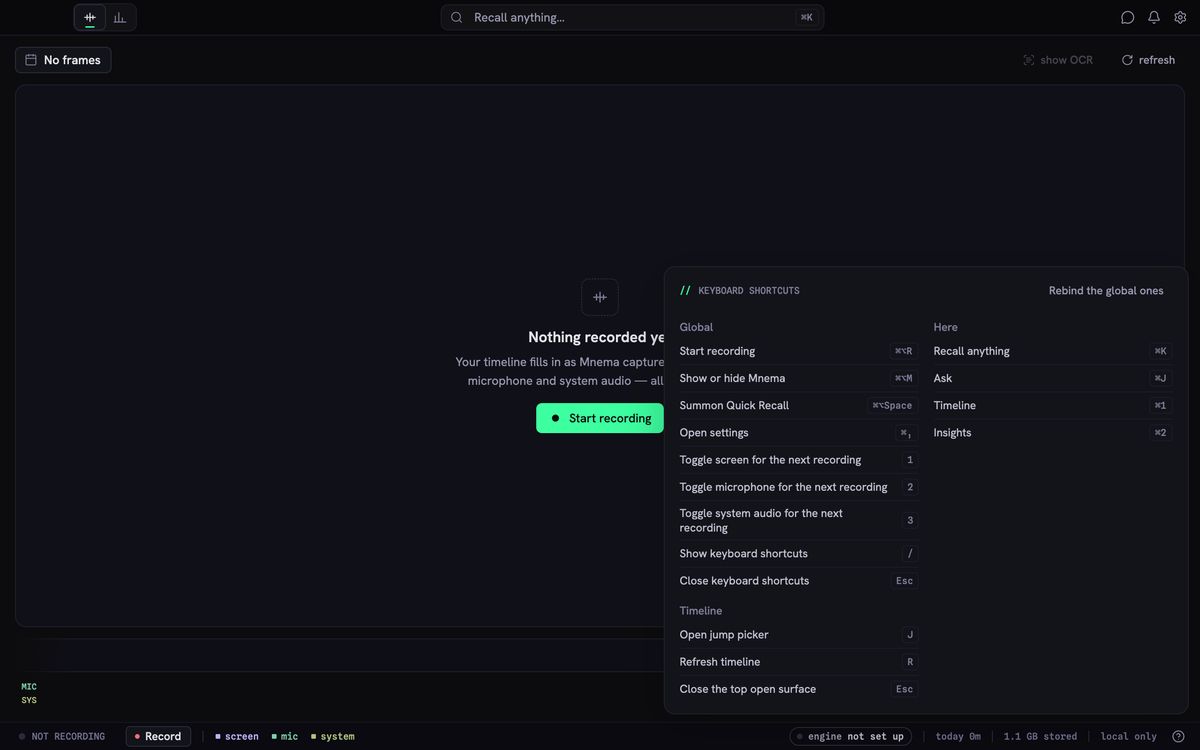 Recall anything...
⌘K
No frames
show OCR
refresh
Nothing recorded ye
Your timeline fills in as Mnema capture
microphone and system audio — all
Start recording
// KEYBOARD SHORTCUTS
Rebind the global ones
Global
Start recording ⌘⌥R
Show or hide Mnema ⌘⌥M
Summon Quick Recall ⌘⌥Space
Open settings ⌘,
Toggle screen for the next recording 1
Toggle microphone for the next recording 2
Toggle system audio for the next
recording 3
Show keyboard shortcuts /
Close keyboard shortcuts Esc
Timeline
Open jump picker J
Refresh timeline R
Close the top open surface Esc
Here
Recall anything ⌘K
Ask ⌘J
Timeline ⌘1
Insights ⌘2
MIC
SYS
NOT RECORDING Record screen mic system engine not set up today 0m 1.1 GB stored local only ?